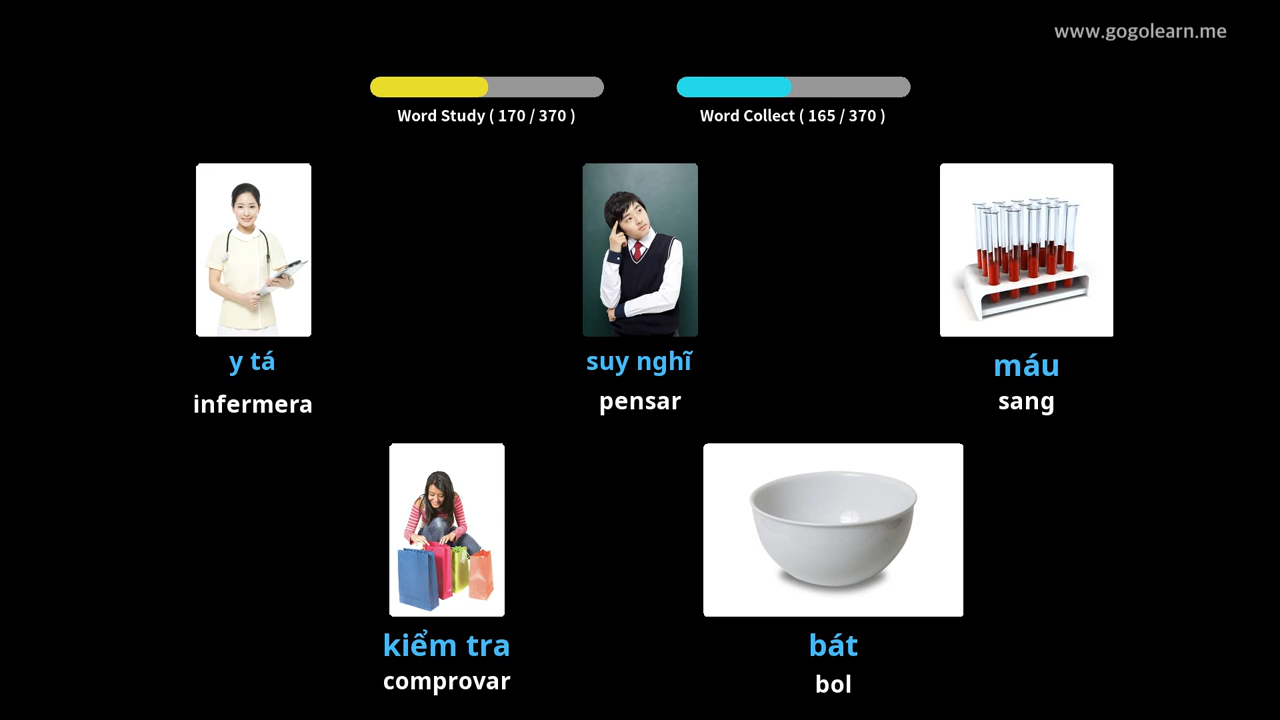 www.gogolearn.me
Word Study ( 170 / 370 )
Word Collect ( 165 / 370 )
y tá
infermera
suy nghĩ
pensar
máu
sang
kiểm tra
comprovar
bát
bol